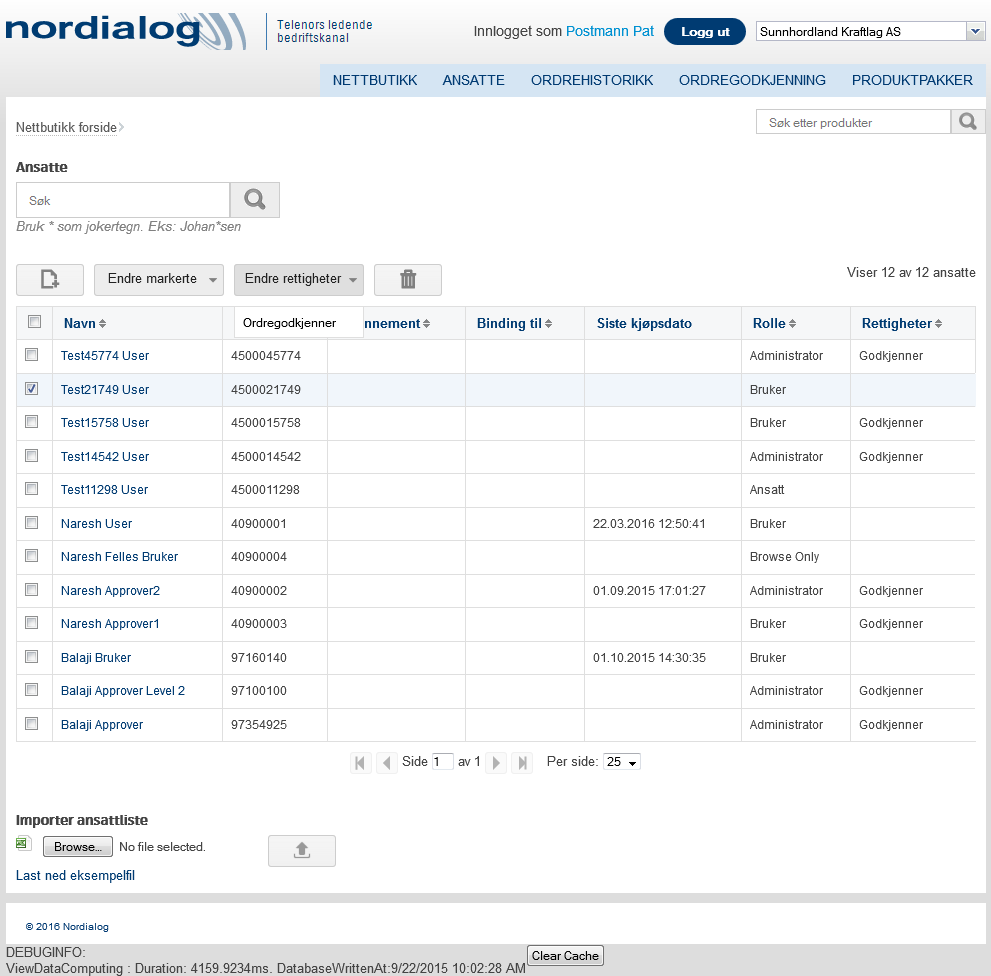 nordialog
Telenors ledende
bedriftskanal
Innlogget som Postmann Pat Logg ut Sunnhordland Kraftlag AS
NETTBUTIKK ANSATTE ORDREHISTORIKK ORDREGODKJENNING PRODUKTPAKKER
Nettbutikk forside
Søk etter produkter
Ansatte
Søk
Bruk * som jokertegn. Eks: Johan*sen
Endre markerte Endre rettigheter Viser 12 av 12 ansatte
Navn Ordregodkjenner nnement Binding til Siste kjøpsdato Rolle Rettigheter
Test45774 User 4500045774 Administrator Godkjenner
Test21749 User 4500021749 Bruker
Test15758 User 4500015758 Bruker Godkjenner
Test14542 User 4500014542 Administrator Godkjenner
Test11298 User 4500011298 Ansatt
Naresh User 40900001 22.03.2016 12:50:41 Bruker
Naresh Felles Bruker 40900004 Browse Only
Naresh Approver2 40900002 01.09.2015 17:01:27 Administrator Godkjenner
Naresh Approver1 40900003 Bruker Godkjenner
Balaji Bruker 97160140 01.10.2015 14:30:35 Bruker
Balaji Approver Level 2 97100100 Administrator Godkjenner
Balaji Approver 97354925 Administrator Godkjenner
Side 1 av 1 Per side: 25
Importer ansattliste
Browse... No file selected.
Last ned eksempelfil
© 2016 Nordialog
DEBUGINFO:
ViewDataComputing : Duration: 4159.9234ms. DatabaseWrittenAt:9/22/2015 10:02:28 AM Clear Cache